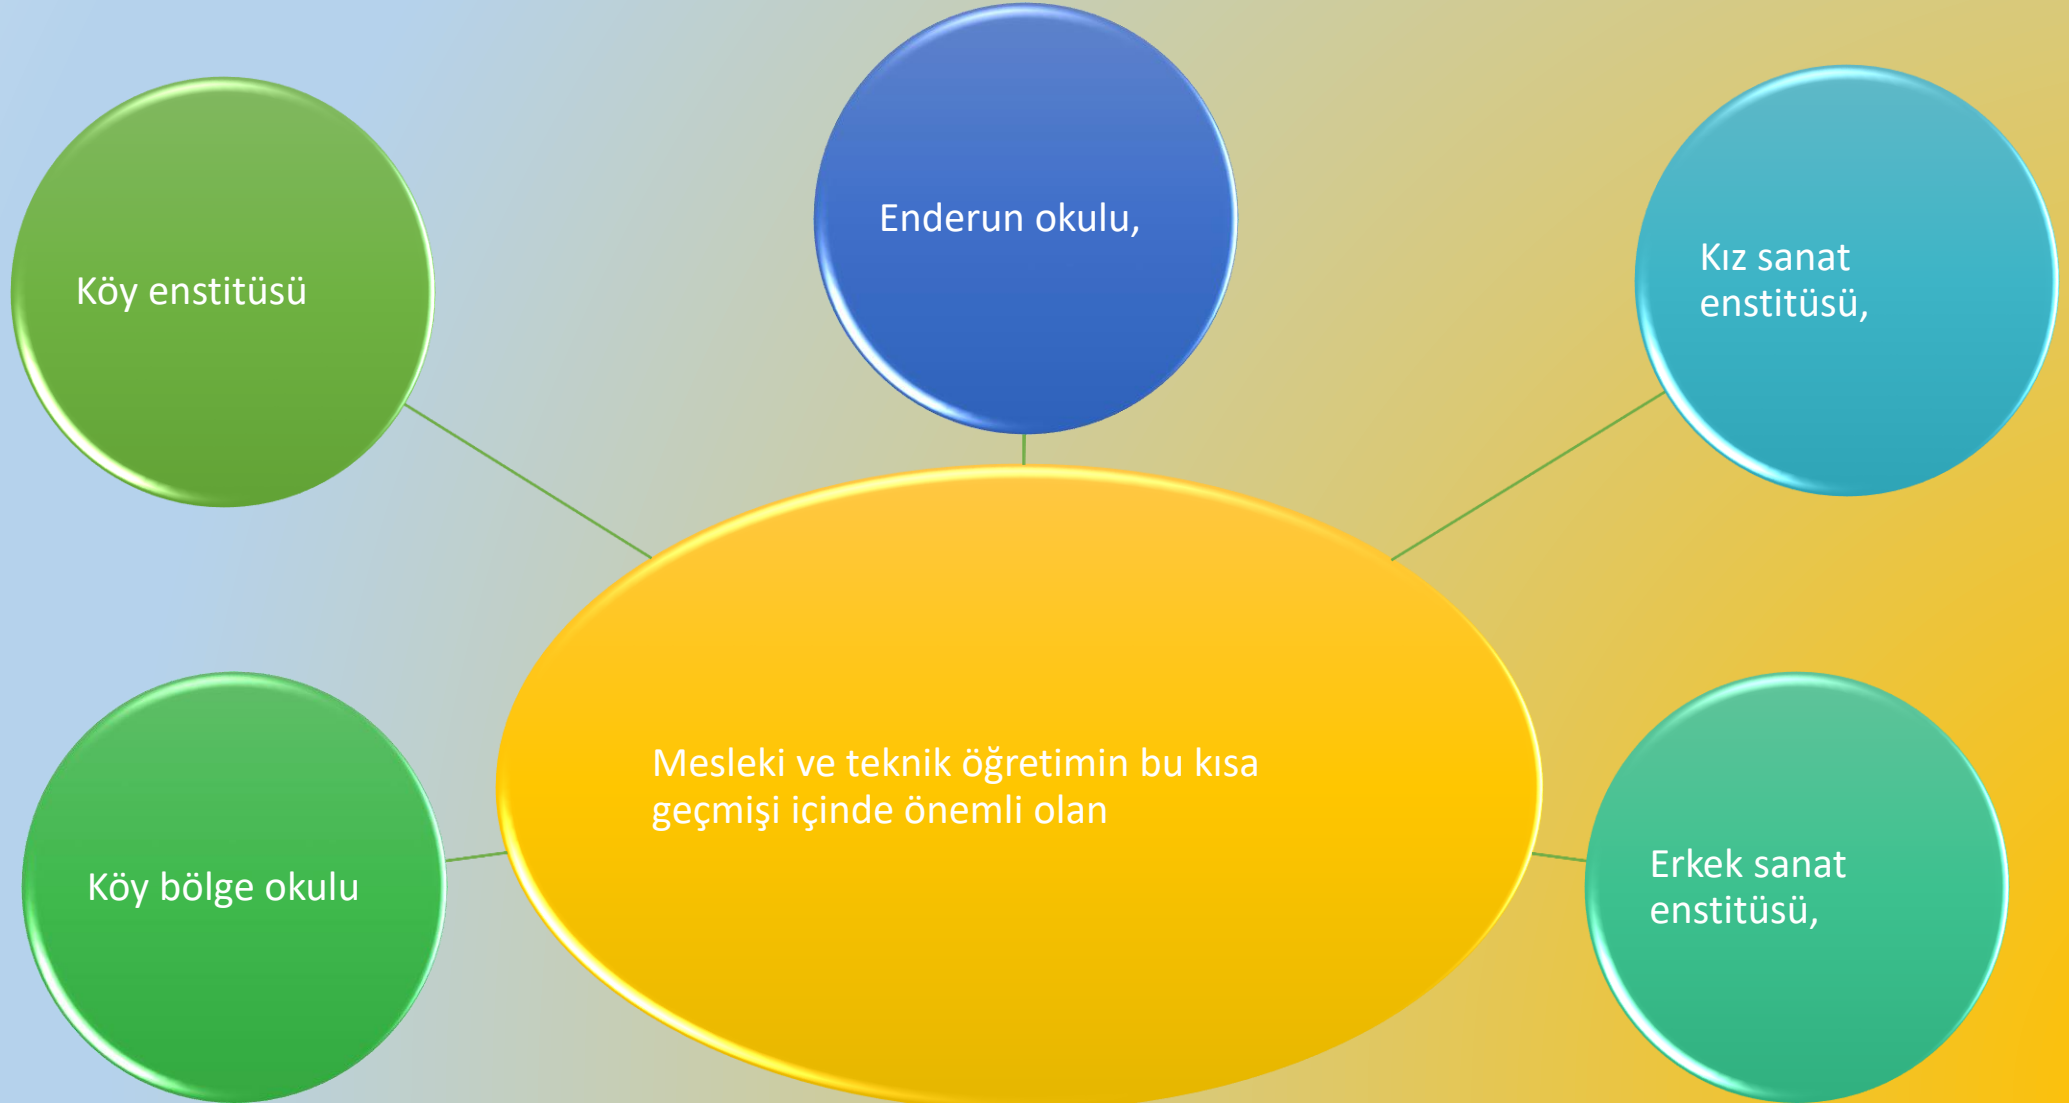 Enderun okulu,
Kız sanat
enstitüsü,
Erkek sanat
enstitüsü,
Köy bölge okulu
Köy enstitüsü
Mesleki ve teknik öğretimin bu kısa
geçmişi içinde önemli olan